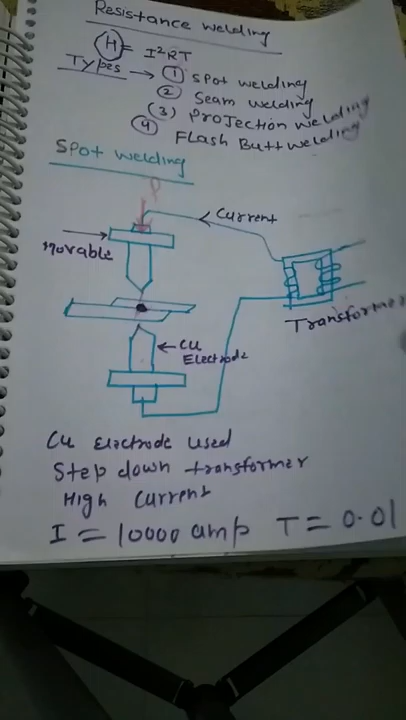 Resistance welding
H = I²RT
Types → ① Spot welding
② Seam welding
(3) Projection welding
④ Flash Butt welding
Spot welding
P
Current
movable
Transformer
Cu
Electrode
Cu Electrode used
Step down transformer
High Current
I = 10000 amp T = 0.01